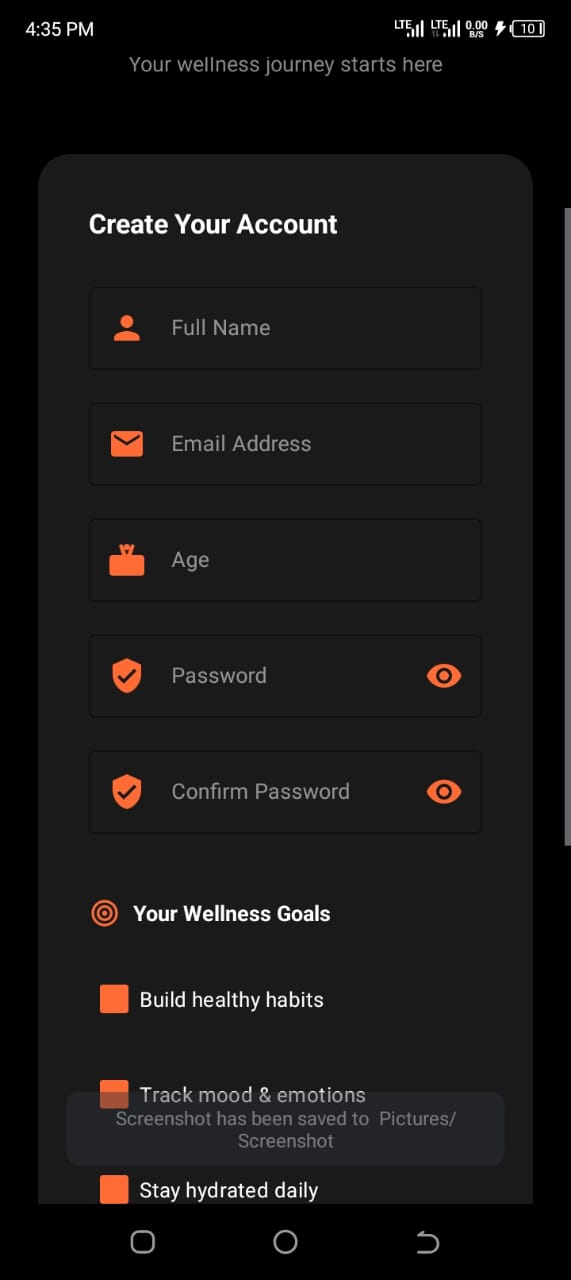 4:35 PM LTE LTE 0.00 B/S 10
Your wellness journey starts here
Create Your Account
Full Name
Email Address
Age
Password
Confirm Password
Your Wellness Goals
Build healthy habits
Track mood & emotions
Screenshot has been saved to Pictures/
Screenshot
Stay hydrated daily